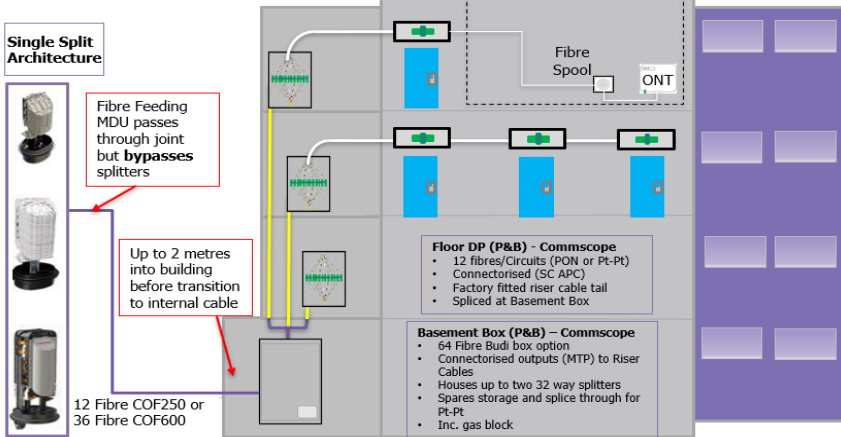 Single Split
Architecture
Fibre Feeding
MDU passes
through joint
but bypasses
splitters
Up to 2 metres
into building
before transition
to internal cable
12 Fibre COF250 or
36 Fibre COF600
Fibre
Spool
ONT
Floor DP (P&B) - Commscope
• 12 fibres/Circuits (PON or Pt-Pt)
• Connectorised (SC APC)
• Factory fitted riser cable tail
• Spliced at Basement Box
Basement Box (P&B) – Commscope
• 64 Fibre Budi box option
• Connectorised outputs (MTP) to Riser
Cables
• Houses up to two 32 way splitters
• Spares storage and splice through for
Pt-Pt
• Inc. gas block